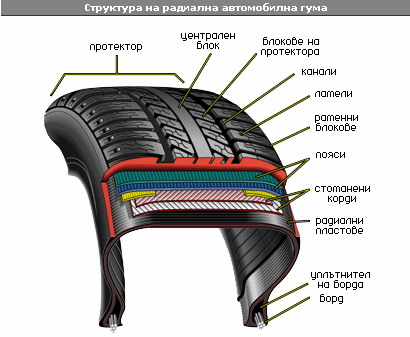 Структура на радиална автомобилна гума
протектор
централен
блок
блокове на
протектора
канали
ламели
раменни
блокове
пояси
стоманени
корди
радиални
пластове
уплътнител
на борда
борд